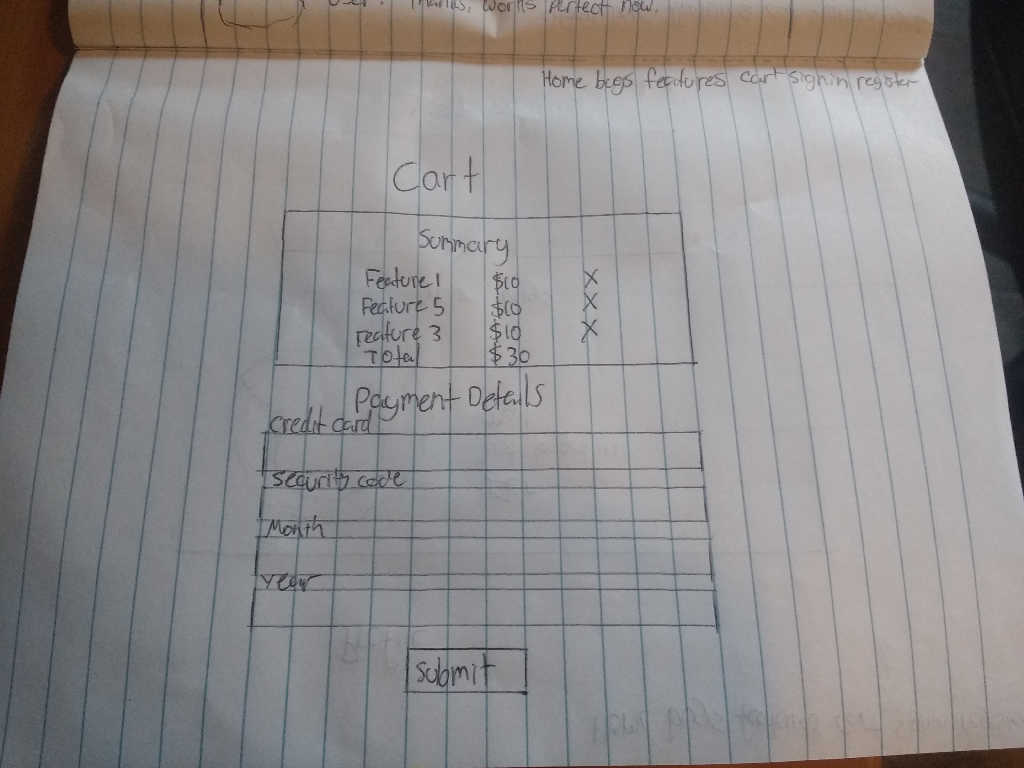 User: Thanks, works perfect now.
Home bugs features cart signin register
Cart
Summary
Feature 1 $10 X
Feature 5 $10 X
Feature 3 $10 X
Total $30
Payment Details
credit card
security code
Month
Year
Submit